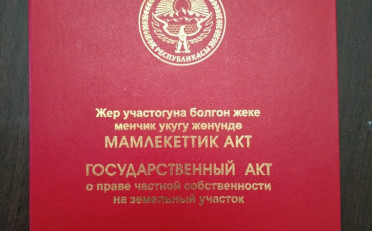 Жер участогуна болгон жеке
менчик укугу жөнүндө
МАМЛЕКЕТТИК АКТ
ГОСУДАРСТВЕННЫЙ АКТ
о праве частной собственности
на земельный участок